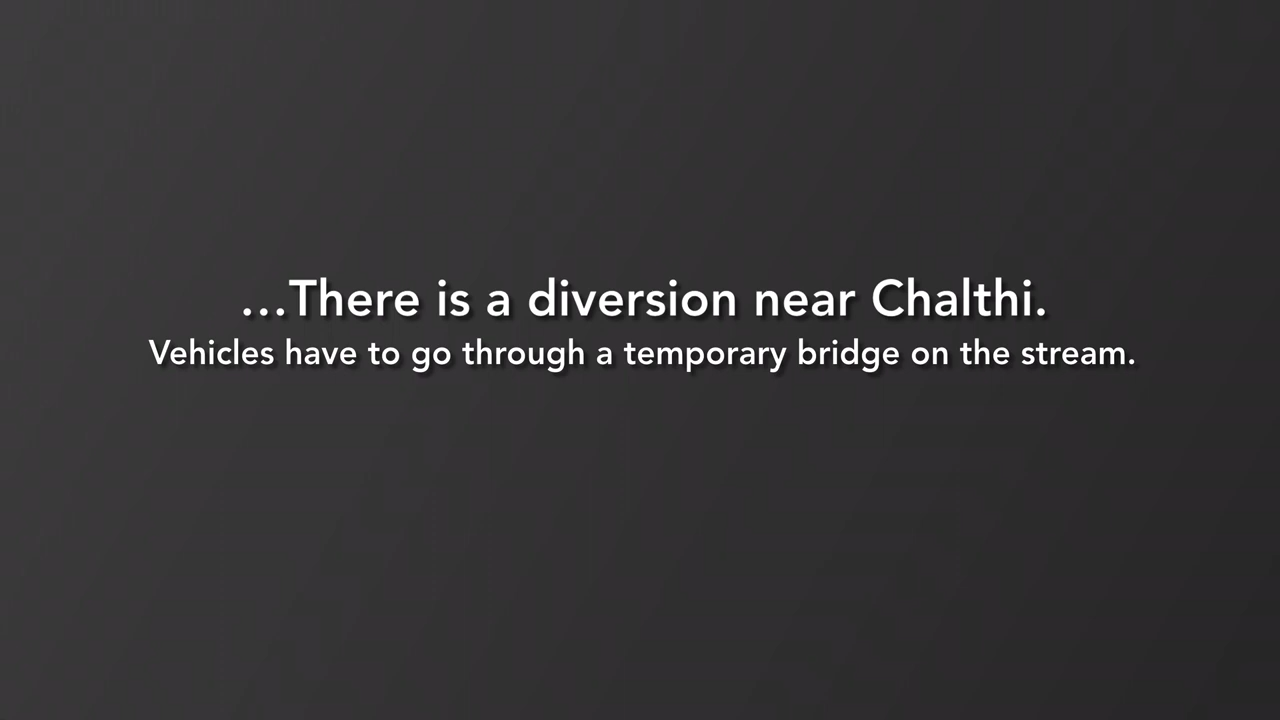 …There is a diversion near Chalthi.
Vehicles have to go through a temporary bridge on the stream.